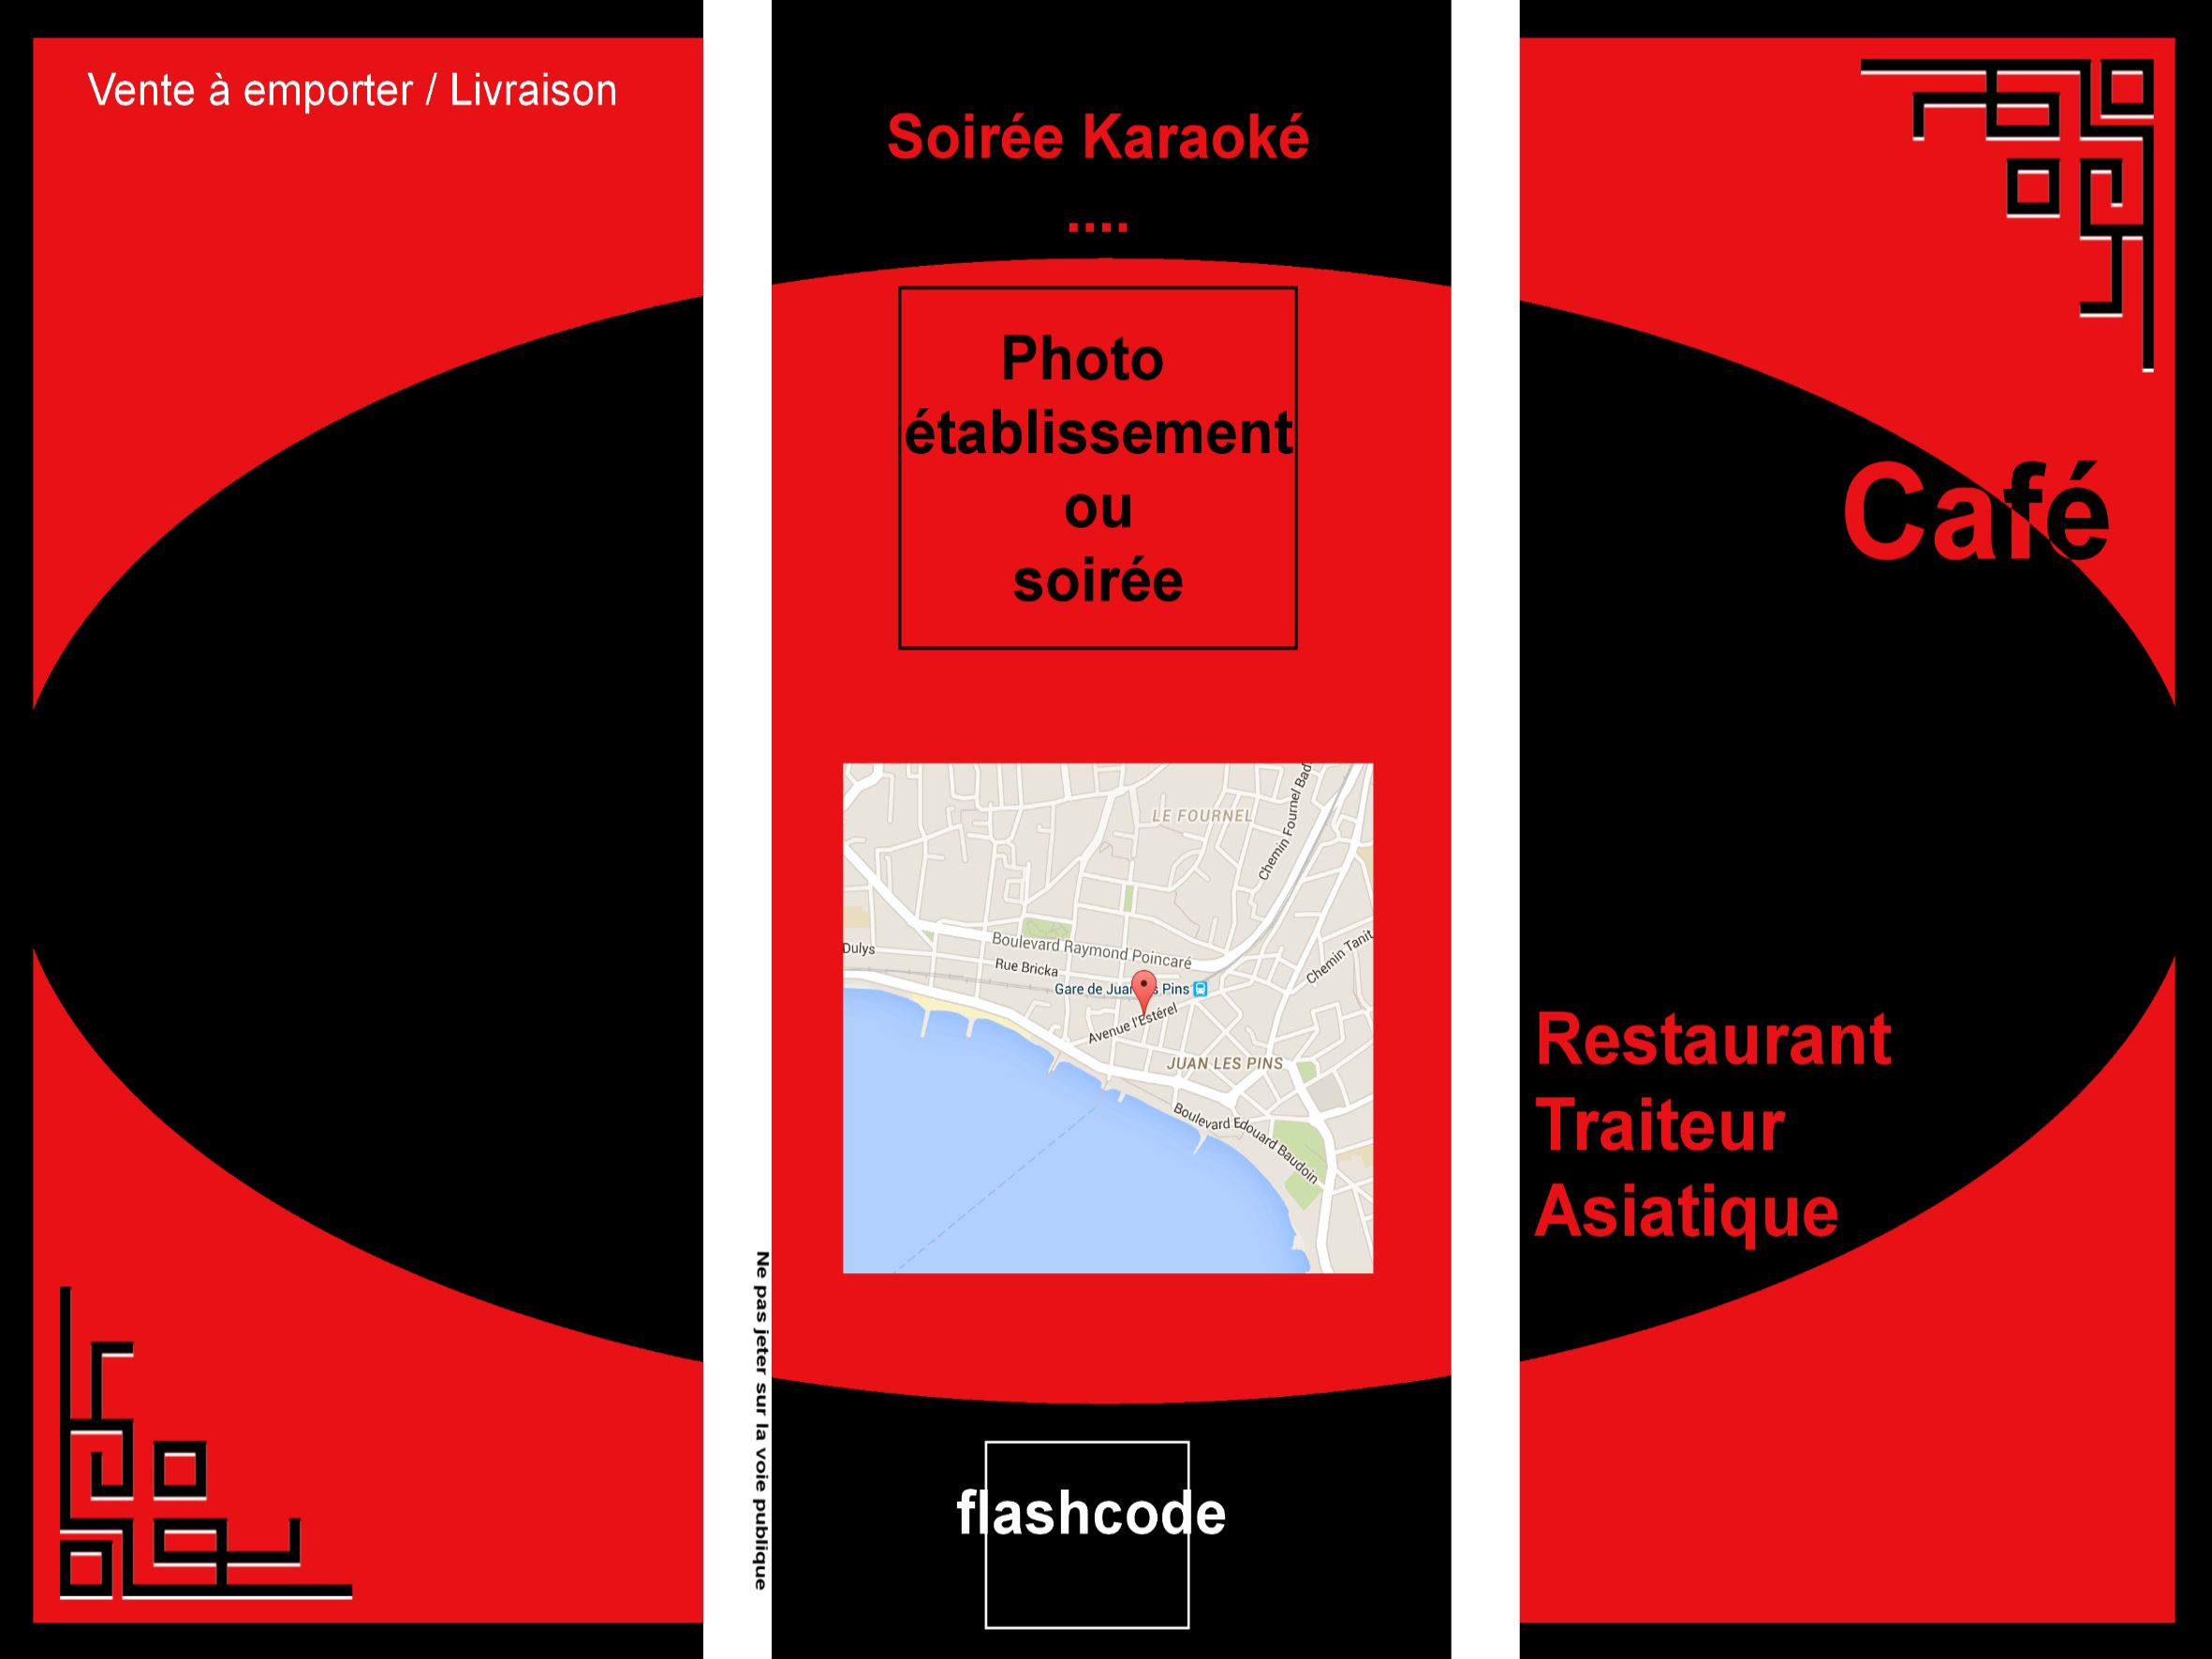 Vente à emporter / Livraison
Soirée Karaoké
....
Photo
établissement
ou
soirée
LE FOURNEL
Chemin Fournel Bad
Boulevard Raymond Poincaré
Dulys
Rue Bricka
Chemin Tanit
Gare de Juan s Pins
Avenue l'Estérel
JUAN LES PINS
Boulevard Edouard Baudoin
Ne pas jeter sur la voie publique
flashcode
Café
Restaurant
Traiteur
Asiatique